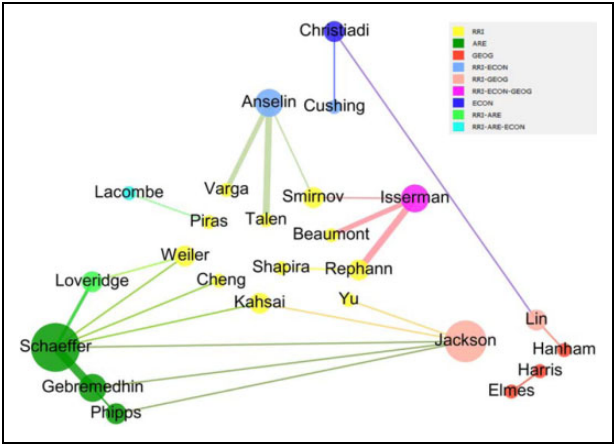 Christiadi
RRI
ARE
GEOG
RRI-ECON
RRI-GEOG
RRI-ECON-GEOG
ECON
RRI-ARE
RRI-ARE-ECON
Anselin
Cushing
Lacombe
Varga
Smirnov
Isserman
Piras
Talen
Beaumont
Weiler
Shapira
Rephann
Loveridge
Cheng
Kahsai
Yu
Lin
Schaeffer
Jackson
Hanham
Harris
Gebremedhin
Elmes
Phipps